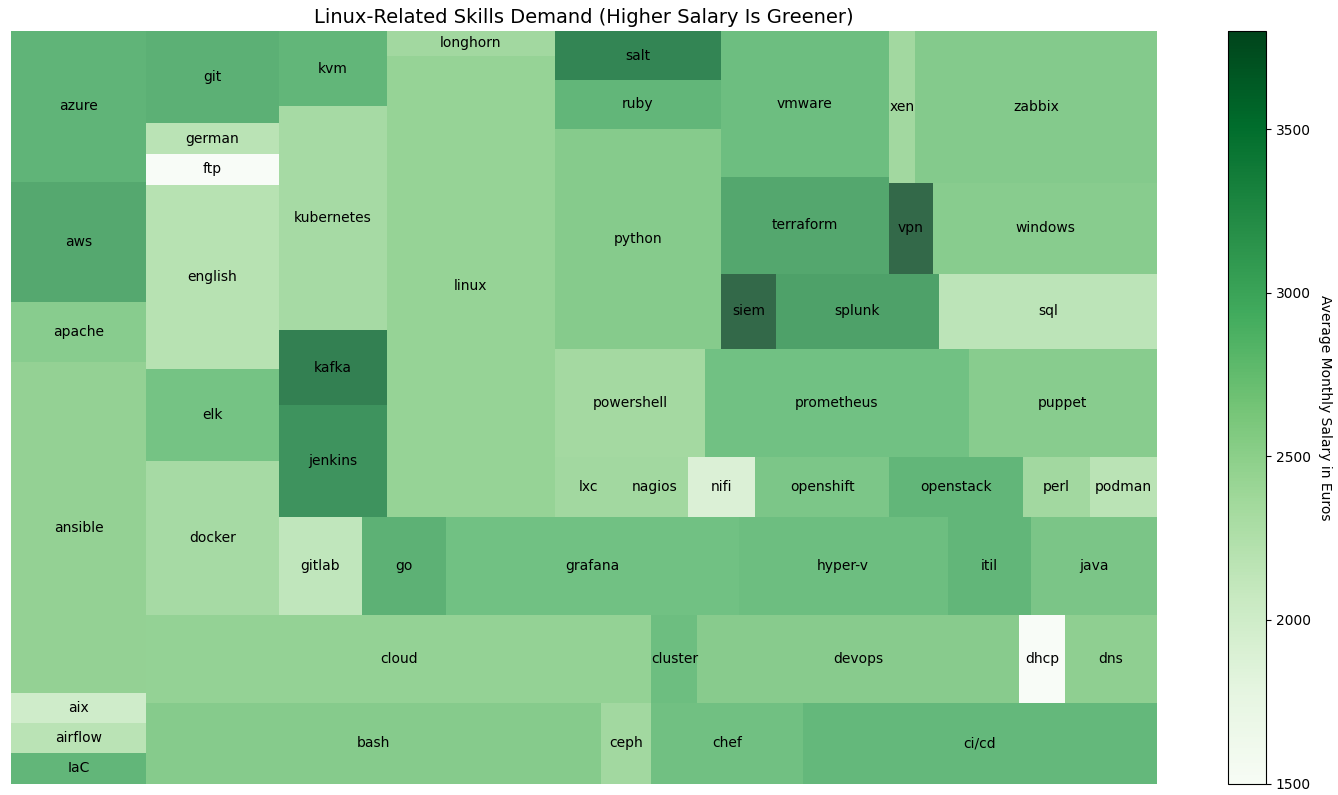 Linux-Related Skills Demand (Higher Salary Is Greener)
azure
aws
apache
ansible
aix
airflow
IaC
git
german
ftp
english
elk
docker
kvm
kubernetes
kafka
jenkins
longhorn
linux
salt
ruby
python
vmware
terraform
xen
zabbix
vpn
windows
siem
splunk
sql
powershell
prometheus
puppet
lxc
nagios
nifi
openshift
openstack
perl
podman
gitlab
go
grafana
hyper-v
itil
java
cloud
cluster
devops
dhcp
dns
bash
ceph
chef
ci/cd
3500
3000
2500
2000
1500
Average Monthly Salary in Euros